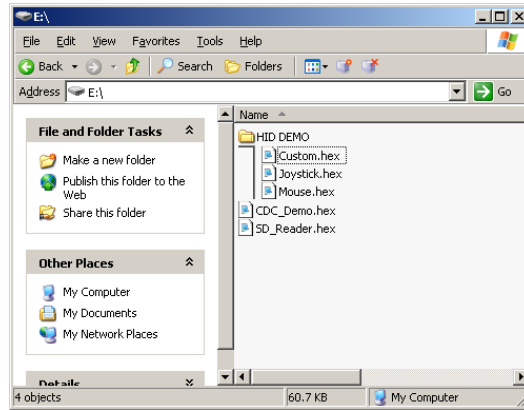 E:\
File Edit View Favorites Tools Help
Back Search Folders
Address E:\ Go
File and Folder Tasks
Make a new folder
Publish this folder to the
Web
Share this folder
Other Places
My Computer
My Documents
My Network Places
Details
Name
HID DEMO
Custom.hex
Joystick.hex
Mouse.hex
CDC_Demo.hex
SD_Reader.hex
4 objects 60.7 KB My Computer